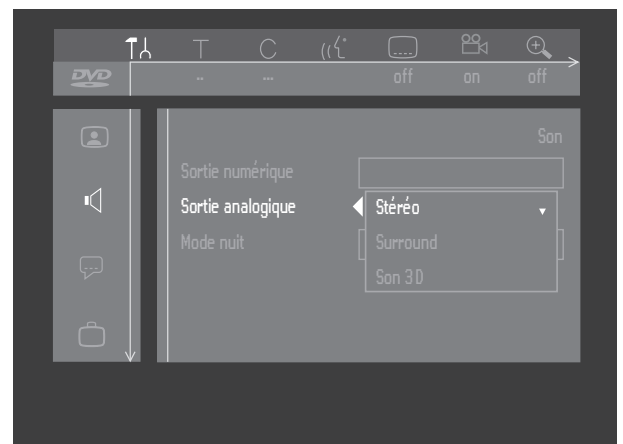 T C
DVD .. ... off on off
Son
Sortie numérique
Sortie analogique Stéréo
Mode nuit Surround
Son 3D